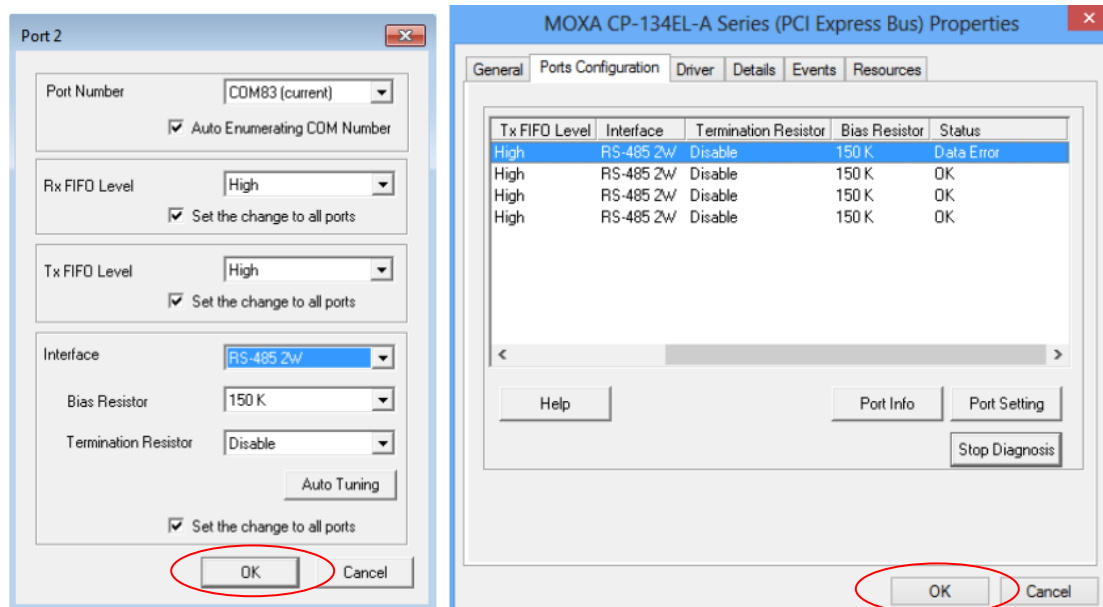 Port 2
Port Number
COM83 (current)
Auto Enumerating COM Number
Rx FIFO Level
High
Set the change to all ports
Tx FIFO Level
High
Set the change to all ports
Interface
RS-485 2W
Bias Resistor
150 K
Termination Resistor
Disable
Auto Tuning
Set the change to all ports
OK Cancel
MOXA CP-134EL-A Series (PCI Express Bus) Properties
General Ports Configuration Driver Details Events Resources
Tx FIFO Level Interface Termination Resistor Bias Resistor Status
High RS-485 2W Disable 150 K Data Error
High RS-485 2W Disable 150 K OK
High RS-485 2W Disable 150 K OK
High RS-485 2W Disable 150 K OK
Help Port Info Port Setting
Stop Diagnosis
OK Cancel